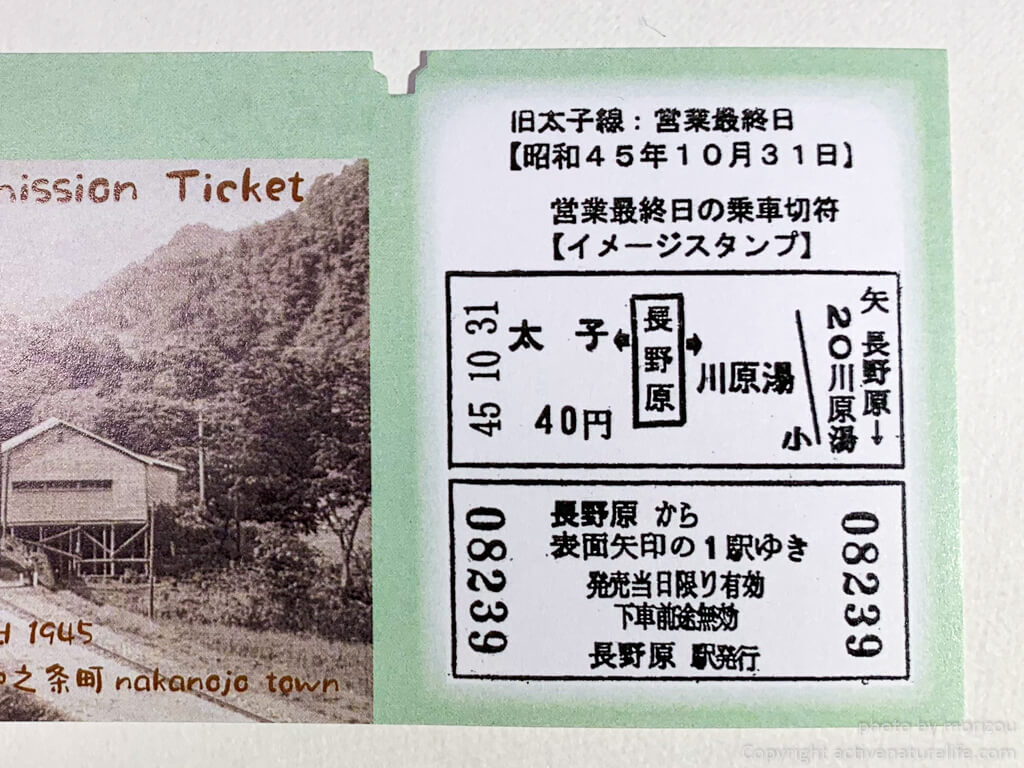 mission Ticket
1945
之条町 nakanojo town
旧太子線：営業最終日
【昭和４５年１０月３１日】
営業最終日の乗車切符
【イメージスタンプ】
45 10 31
太 子
長野原
川原湯
40円
小
20川原湯
矢 長野原→
08239
長野原 から
表面矢印の１駅ゆき
発売当日限り有効
下車前途無効
長野原 駅発行
08239
photo by morizou
Copyright activenaturelife.com